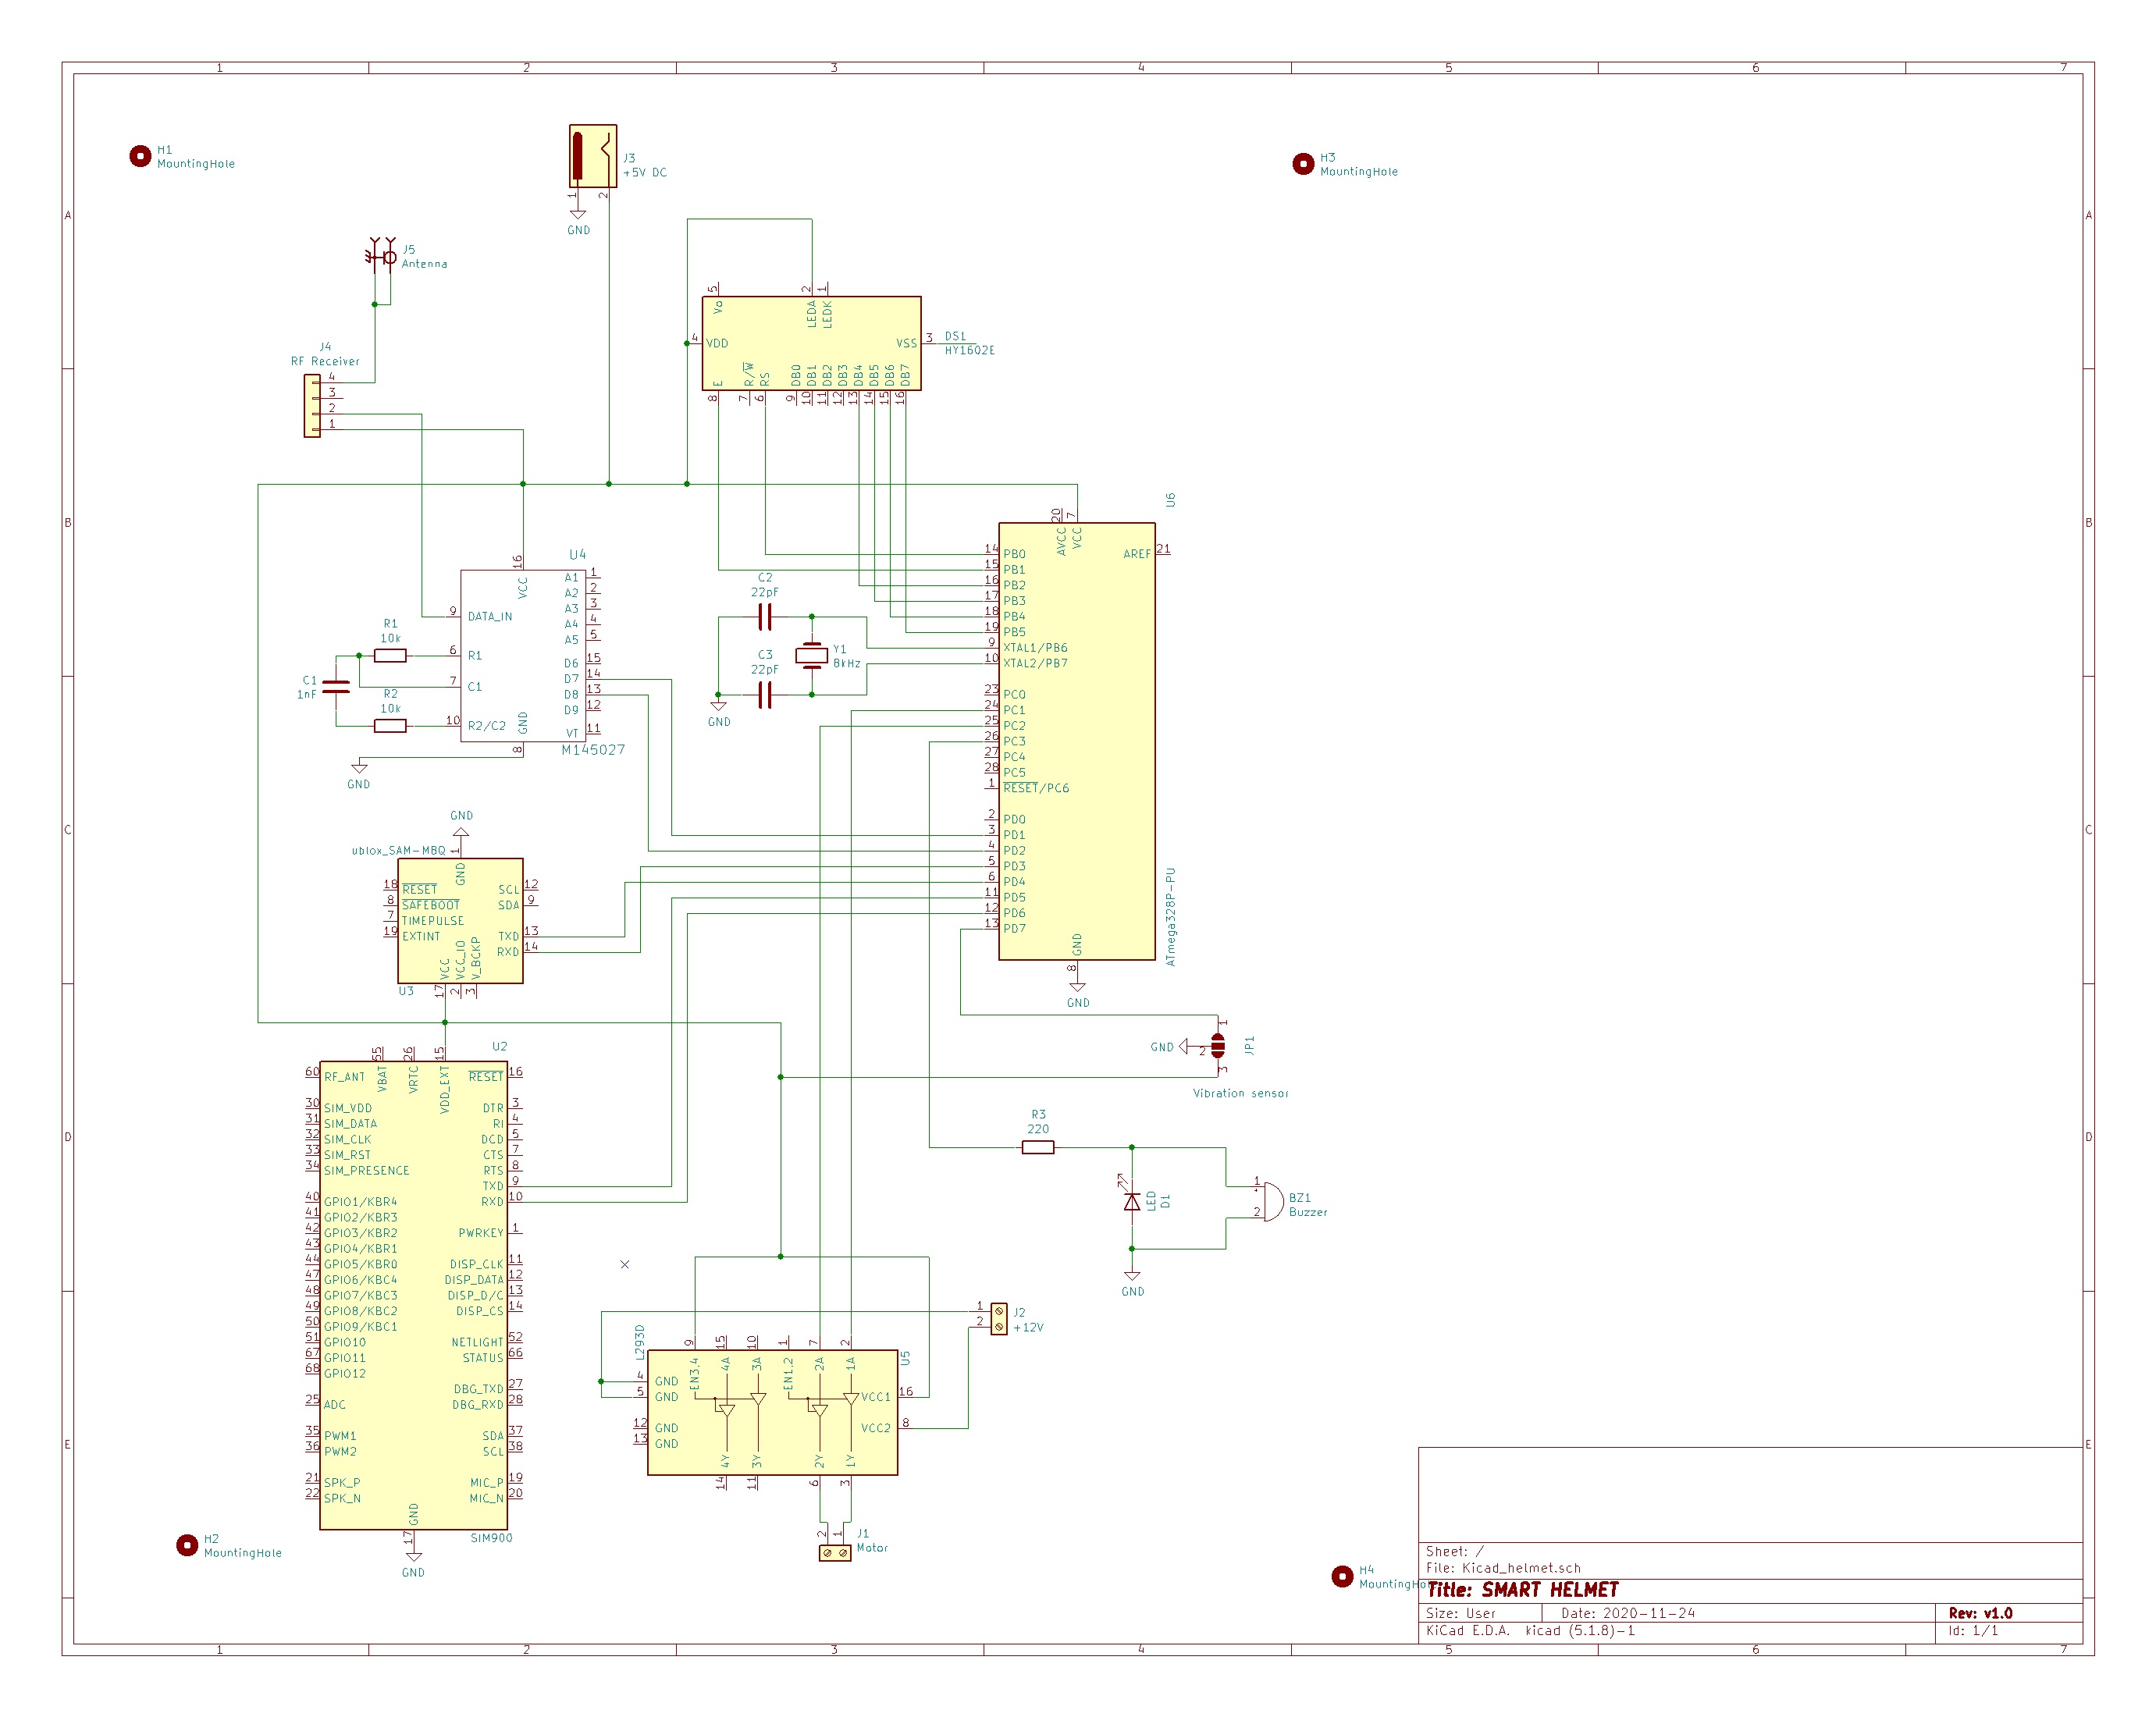 1 2 3 4 5 6 7
A A
B B
C C
D D
E E
H1
MountingHole
J3
+5V DC
1 2
GND
H3
MountingHole
J5
Antenna
J4
RF Receiver
4
3
2
1
5 2 1
Vo LEDA LEDK
4 VDD VSS 3
DS1
HY1602E
E R/W RS DB0 DB1 DB2 DB3 DB4 DB5 DB6 DB7
8 7 6 9 10 11 12 13 14 15 16
U6
20 7
AVCC VCC
AREF 21
14 PB0
15 PB1
16 PB2
17 PB3
18 PB4
19 PB5
9 XTAL1/PB6
10 XTAL2/PB7
23 PC0
24 PC1
25 PC2
26 PC3
27 PC4
28 PC5
1 RESET/PC6
2 PD0
3 PD1
4 PD2
5 PD3
6 PD4
11 PD5
12 PD6
13 PD7
GND
8
GND
ATmega328P-PU
U4
16
VCC
A1 1
A2 2
A3 3
A4 4
A5 5
D6 15
D7 14
D8 13
D9 12
VT 11
9 DATA_IN
6 R1
7 C1
10 R2/C2
GND
8
M145027
R1
10k
C1
1nF
R2
10k
GND
C2
22pF
C3
22pF
Y1
8kHz
GND
GND
ublox_SAM-M8Q
1
GND
18 RESET
8 SAFEBOOT
7 TIMEPULSE
19 EXTINT
SCL 12
SDA 9
TXD 13
RXD 14
VCC VCC_IO V_BCKP
17 2 3
U3
U2
55 26 15
VBAT VRTC VDD_EXT
60 RF_ANT
30 SIM_VDD
31 SIM_DATA
32 SIM_CLK
33 SIM_RST
34 SIM_PRESENCE
40 GPIO1/KBR4
41 GPIO2/KBR3
42 GPIO3/KBR2
43 GPIO4/KBR1
44 GPIO5/KBR0
47 GPIO6/KBC4
48 GPIO7/KBC3
49 GPIO8/KBC2
50 GPIO9/KBC1
51 GPIO10
67 GPIO11
68 GPIO12
25 ADC
35 PWM1
36 PWM2
21 SPK_P
22 SPK_N
RESET 16
DTR 3
RI 4
DCD 5
CTS 7
RTS 8
TXD 9
RXD 10
PWRKEY 1
DISP_CLK 11
DISP_DATA 12
DISP_D/C 13
DISP_CS 14
NETLIGHT 52
STATUS 66
DBG_TXD 27
DBG_RXD 28
SDA 37
SCL 38
MIC_P 19
MIC_N 20
GND
17
SIM900
GND
1
GND 2
3
JP1
Vibration sensor
R3
220
LED
D1
1
+
2
BZ1
Buzzer
GND
1
2
J2
+12V
L293D
U5
9 15 10 1 7 2
EN3,4 4A 3A EN1,2 2A 1A
4 GND
5 GND
12 GND
13 GND
VCC1 16
VCC2 8
4Y 3Y 2Y 1Y
14 11 6 3
2 1
J1
Motor
H2
MountingHole
H4
MountingHole
Sheet: /
File: Kicad_helmet.sch
Title: SMART HELMET
Size: User Date: 2020-11-24 Rev: v1.0
KiCad E.D.A. kicad (5.1.8)-1 Id: 1/1
1 2 3 4 5 6 7